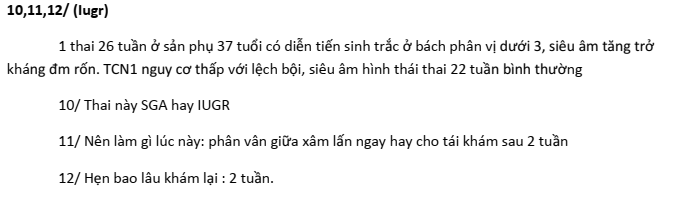 10,11,12/ (Iugr)
1 thai 26 tuần ở sản phụ 37 tuổi có diễn tiến sinh trắc ở bách phân vị dưới 3, siêu âm tăng trở
kháng đm rốn. TCN1 nguy cơ thấp với lệch bội, siêu âm hình thái thai 22 tuần bình thường
10/ Thai này SGA hay IUGR
11/ Nên làm gì lúc này: phân vân giữa xâm lấn ngay hay cho tái khám sau 2 tuần
12/ Hẹn bao lâu khám lại : 2 tuần.